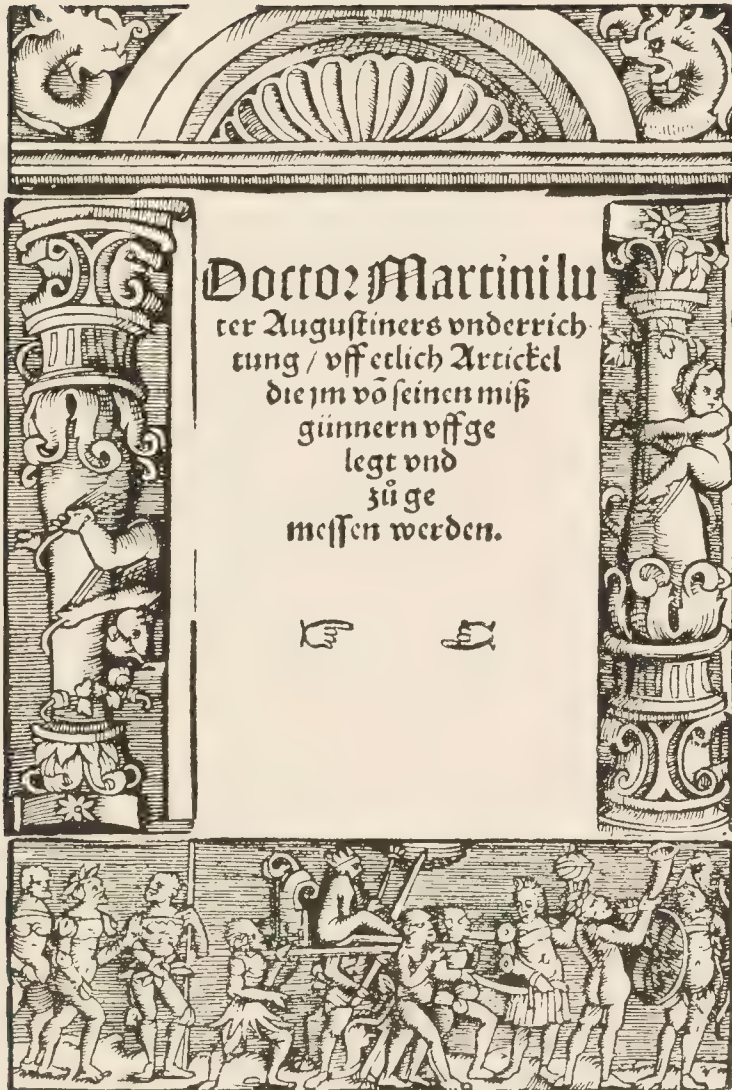 Doctor Martini lu
ter Augustiners vnderrich
tung / vff etlich Artickel
die jm vō seinen miß
günnern vffge
legt vnd
zů ge
messen werden.